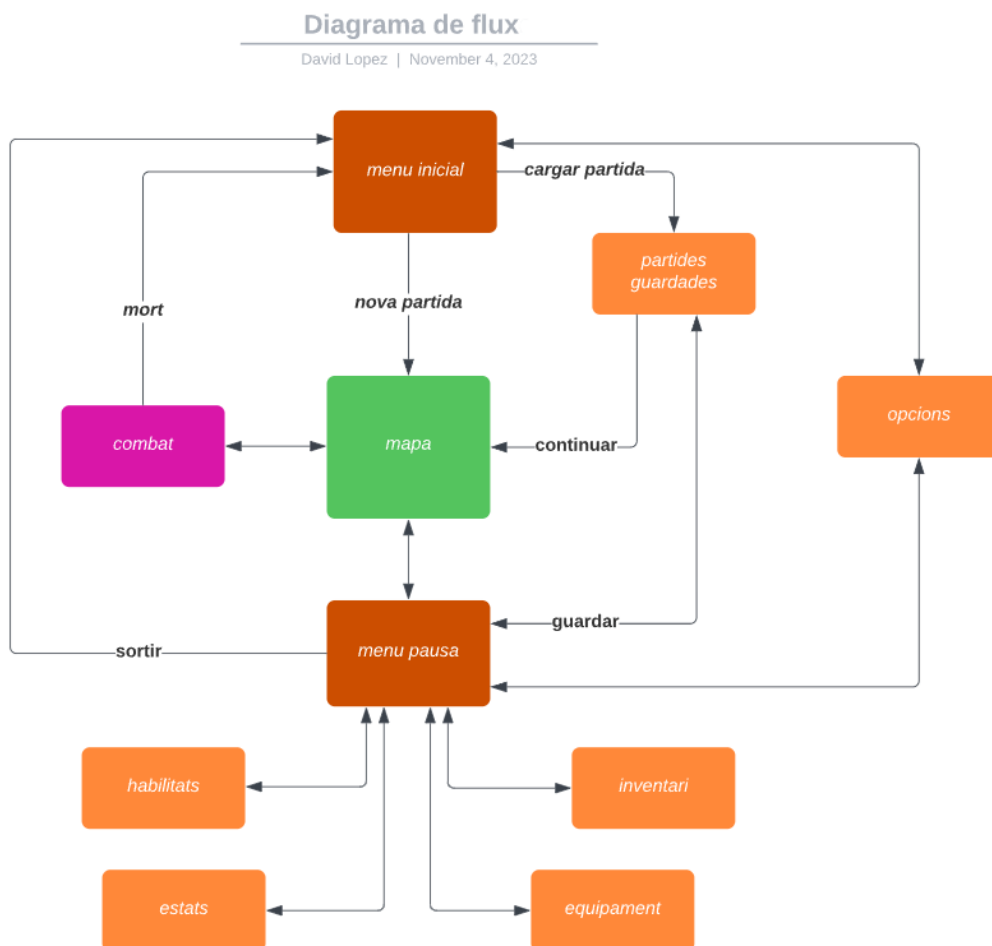 Diagrama de flux
David Lopez | November 4, 2023
menu inicial
cargar partida
partides
guardades
mort
nova partida
combat
mapa
continuar
opcions
guardar
sortir
menu pausa
habilitats
inventari
estats
equipament